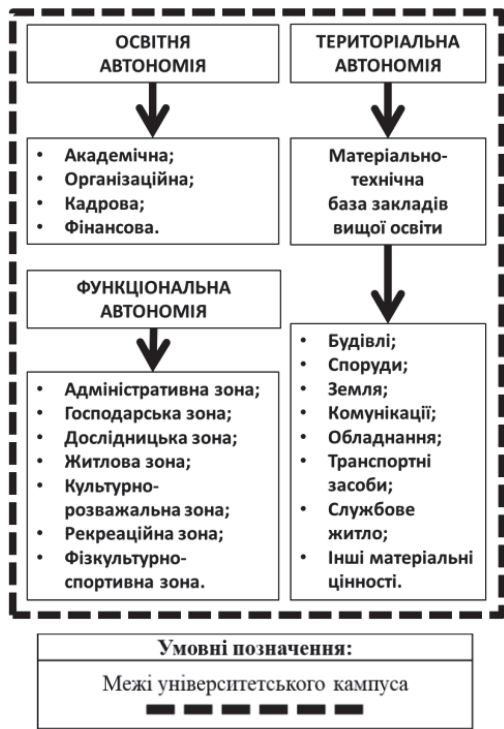 ОСВІТНЯ
АВТОНОМІЯ
• Академічна;
• Організаційна;
• Кадрова;
• Фінансова.
ФУНКЦІОНАЛЬНА
АВТОНОМІЯ
• Адміністративна зона;
• Господарська зона;
• Дослідницька зона;
• Житлова зона;
• Культурно-
розважальна зона;
• Рекреаційна зона;
• Фізкультурно-
спортивна зона.
ТЕРИТОРІАЛЬНА
АВТОНОМІЯ
Матеріально-
технічна
база закладів
вищої освіти
• Будівлі;
• Споруди;
• Земля;
• Комунікації;
• Обладнання;
• Транспортні
засоби;
• Службове
житло;
• Інші матеріальні
цінності.
Умовні позначення:
Межі університетського кампуса